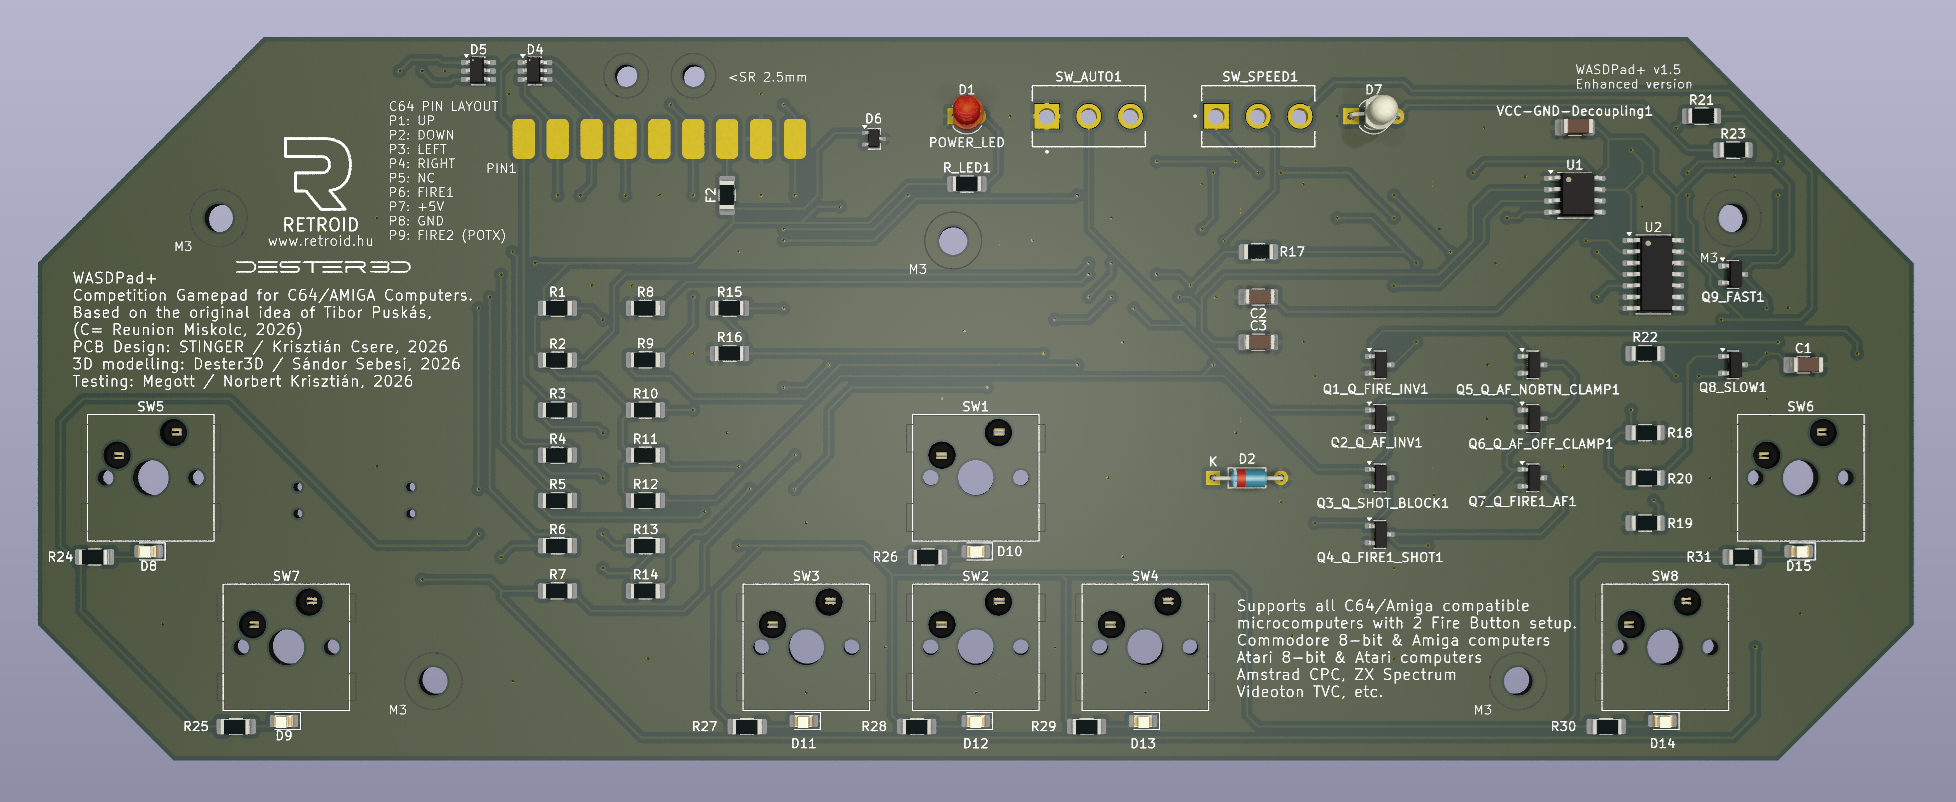 D5
D4
<SR 2.5mm
C64 PIN LAYOUT
P1: UP
P2: DOWN
P3: LEFT
P4: RIGHT
P5: NC
P6: FIRE1
P7: +5V
P8: GND
P9: FIRE2 (POTX)
PIN1
F2
D6
D1
POWER_LED
R_LED1
SW_AUTO1
SW_SPEED1
D7
WASDPad+ v1.5
Enhanced version
VCC-GND-Decoupling1
R21
R23
U1
U2
M3
Q9_FAST1
RETROID
www.retroid.hu
DESTER3D
M3
M3
WASDPad+
Competition Gamepad for C64/AMIGA Computers.
Based on the original idea of Tibor Puskás,
(C= Reunion Miskolc, 2026)
PCB Design: STINGER / Krisztián Csere, 2026
3D modelling: Dester3D / Sándor Sebesi, 2026
Testing: Megott / Norbert Krisztián, 2026
R1
R8
R15
R2
R9
R16
R3
R10
R4
R11
R5
R12
R6
R13
R7
R14
R17
C2
C3
R22
C1
Q1_Q_FIRE_INV1
Q5_Q_AF_NOBTN_CLAMP1
Q8_SLOW1
Q2_Q_AF_INV1
Q6_Q_AF_OFF_CLAMP1
R18
K
D2
Q3_Q_SHOT_BLOCK1
Q7_Q_FIRE1_AF1
R20
R19
Q4_Q_FIRE1_SHOT1
SW5
SW1
SW6
R24
D8
R26
D10
R31
D15
SW7
SW3
SW2
SW4
SW8
Supports all C64/Amiga compatible
microcomputers with 2 Fire Button setup.
Commodore 8-bit & Amiga computers
Atari 8-bit & Atari computers
Amstrad CPC, ZX Spectrum
Videoton TVC, etc.
M3
M3
R25
D9
R27
D11
R28
D12
R29
D13
R30
D14